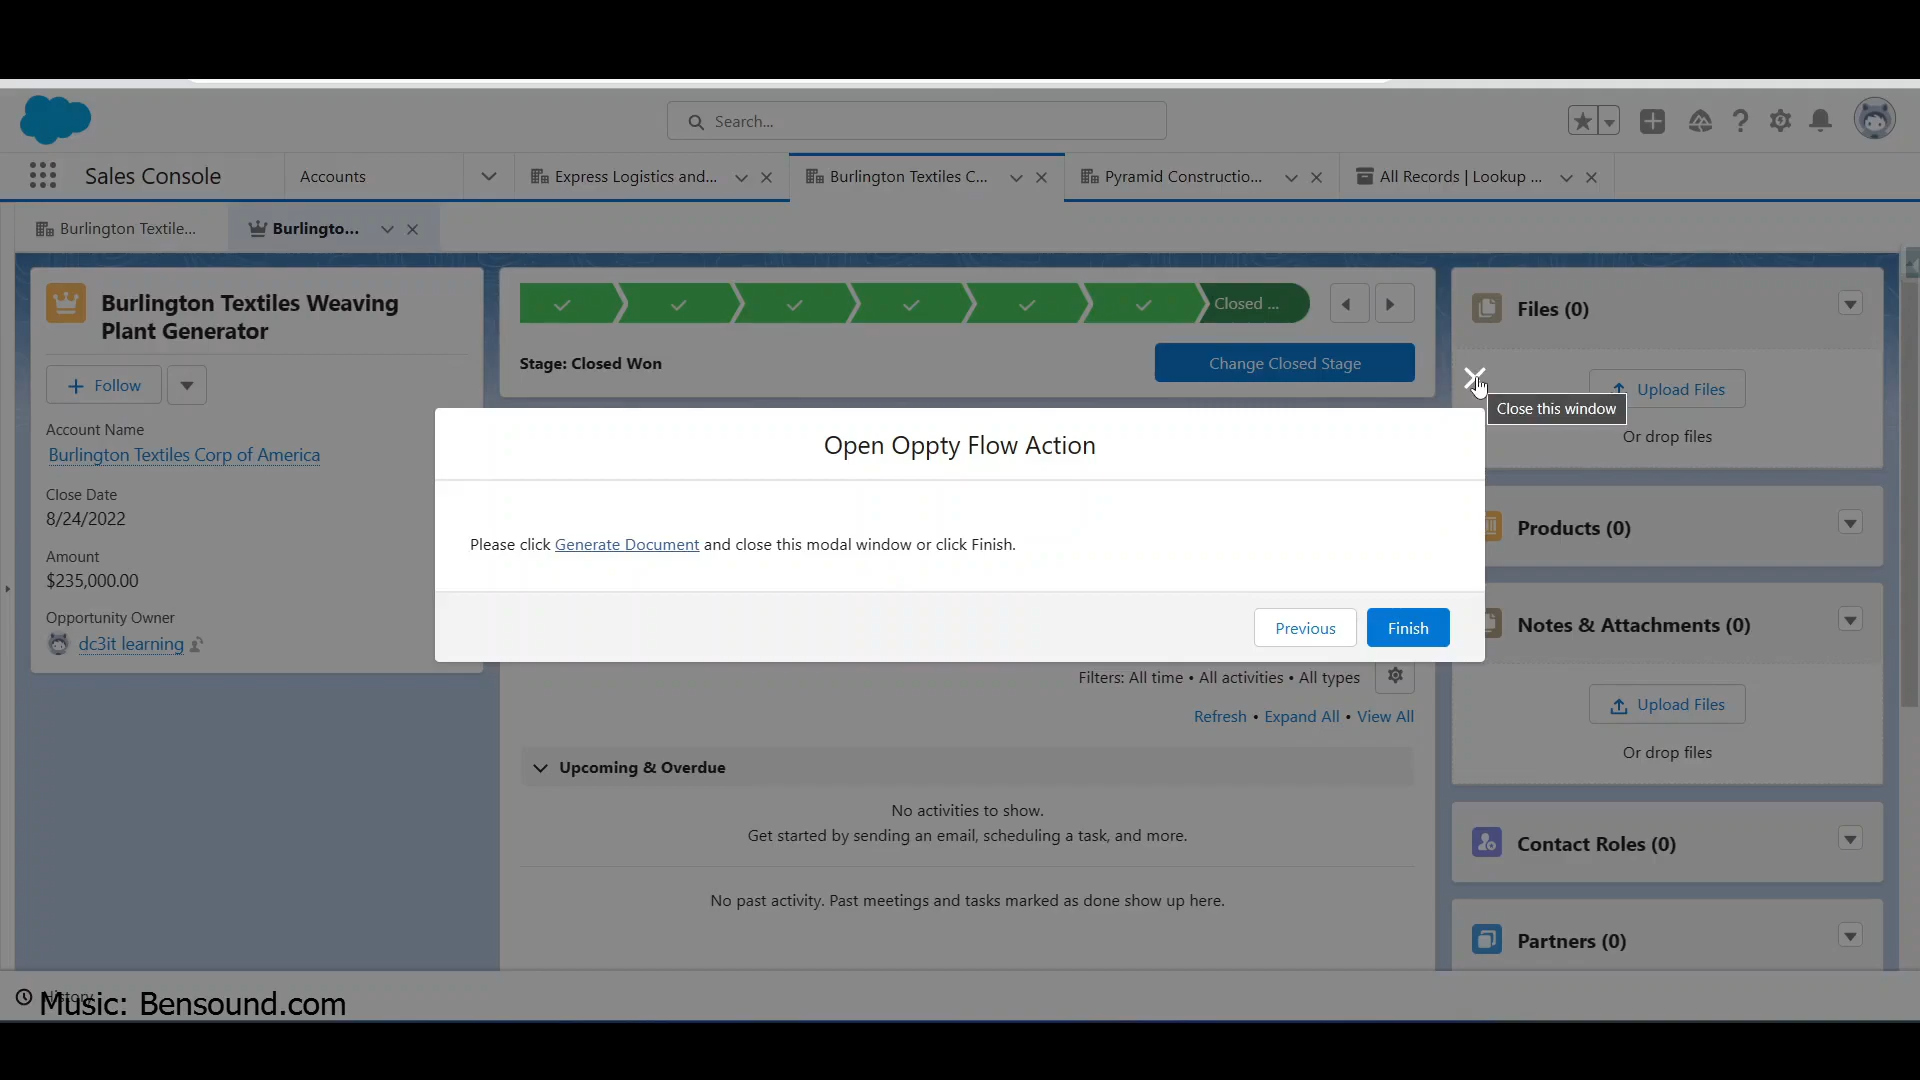 Search...
Sales Console
Accounts
Express Logistics and...
Burlington Textiles C...
Pyramid Constructio...
All Records | Lookup ...
Burlington Textile...
Burlingto...
Burlington Textiles Weaving
Plant Generator
Follow
Account Name
Burlington Textiles Corp of America
Close Date
8/24/2022
Amount
$235,000.00
Opportunity Owner
dc3it learning
Closed ...
Stage: Closed Won
Change Closed Stage
Open Oppty Flow Action
Please click Generate Document and close this modal window or click Finish.
Previous
Finish
Filters: All time • All activities • All types
Refresh • Expand All • View All
Upcoming & Overdue
No activities to show.
Get started by sending an email, scheduling a task, and more.
No past activity. Past meetings and tasks marked as done show up here.
Files (0)
Upload Files
Close this window
Or drop files
Products (0)
Notes & Attachments (0)
Upload Files
Or drop files
Contact Roles (0)
Partners (0)
History
Music: Bensound.com